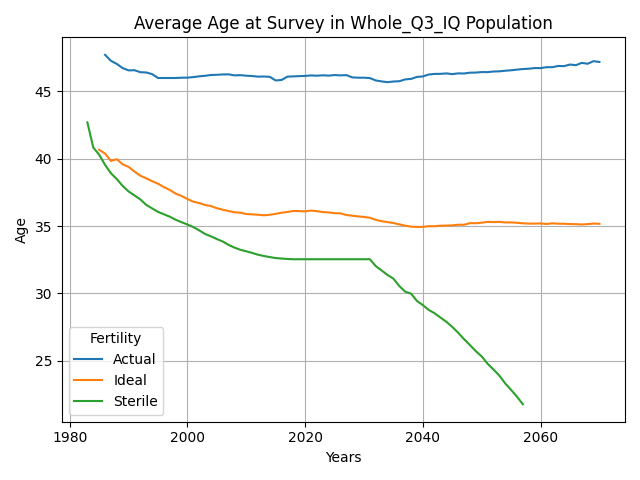 Average Age at Survey in Whole_Q3_IQ Population
Age
45
40
35
30
25
Fertility
Actual
Ideal
Sterile
1980
2000
2020
2040
2060
Years